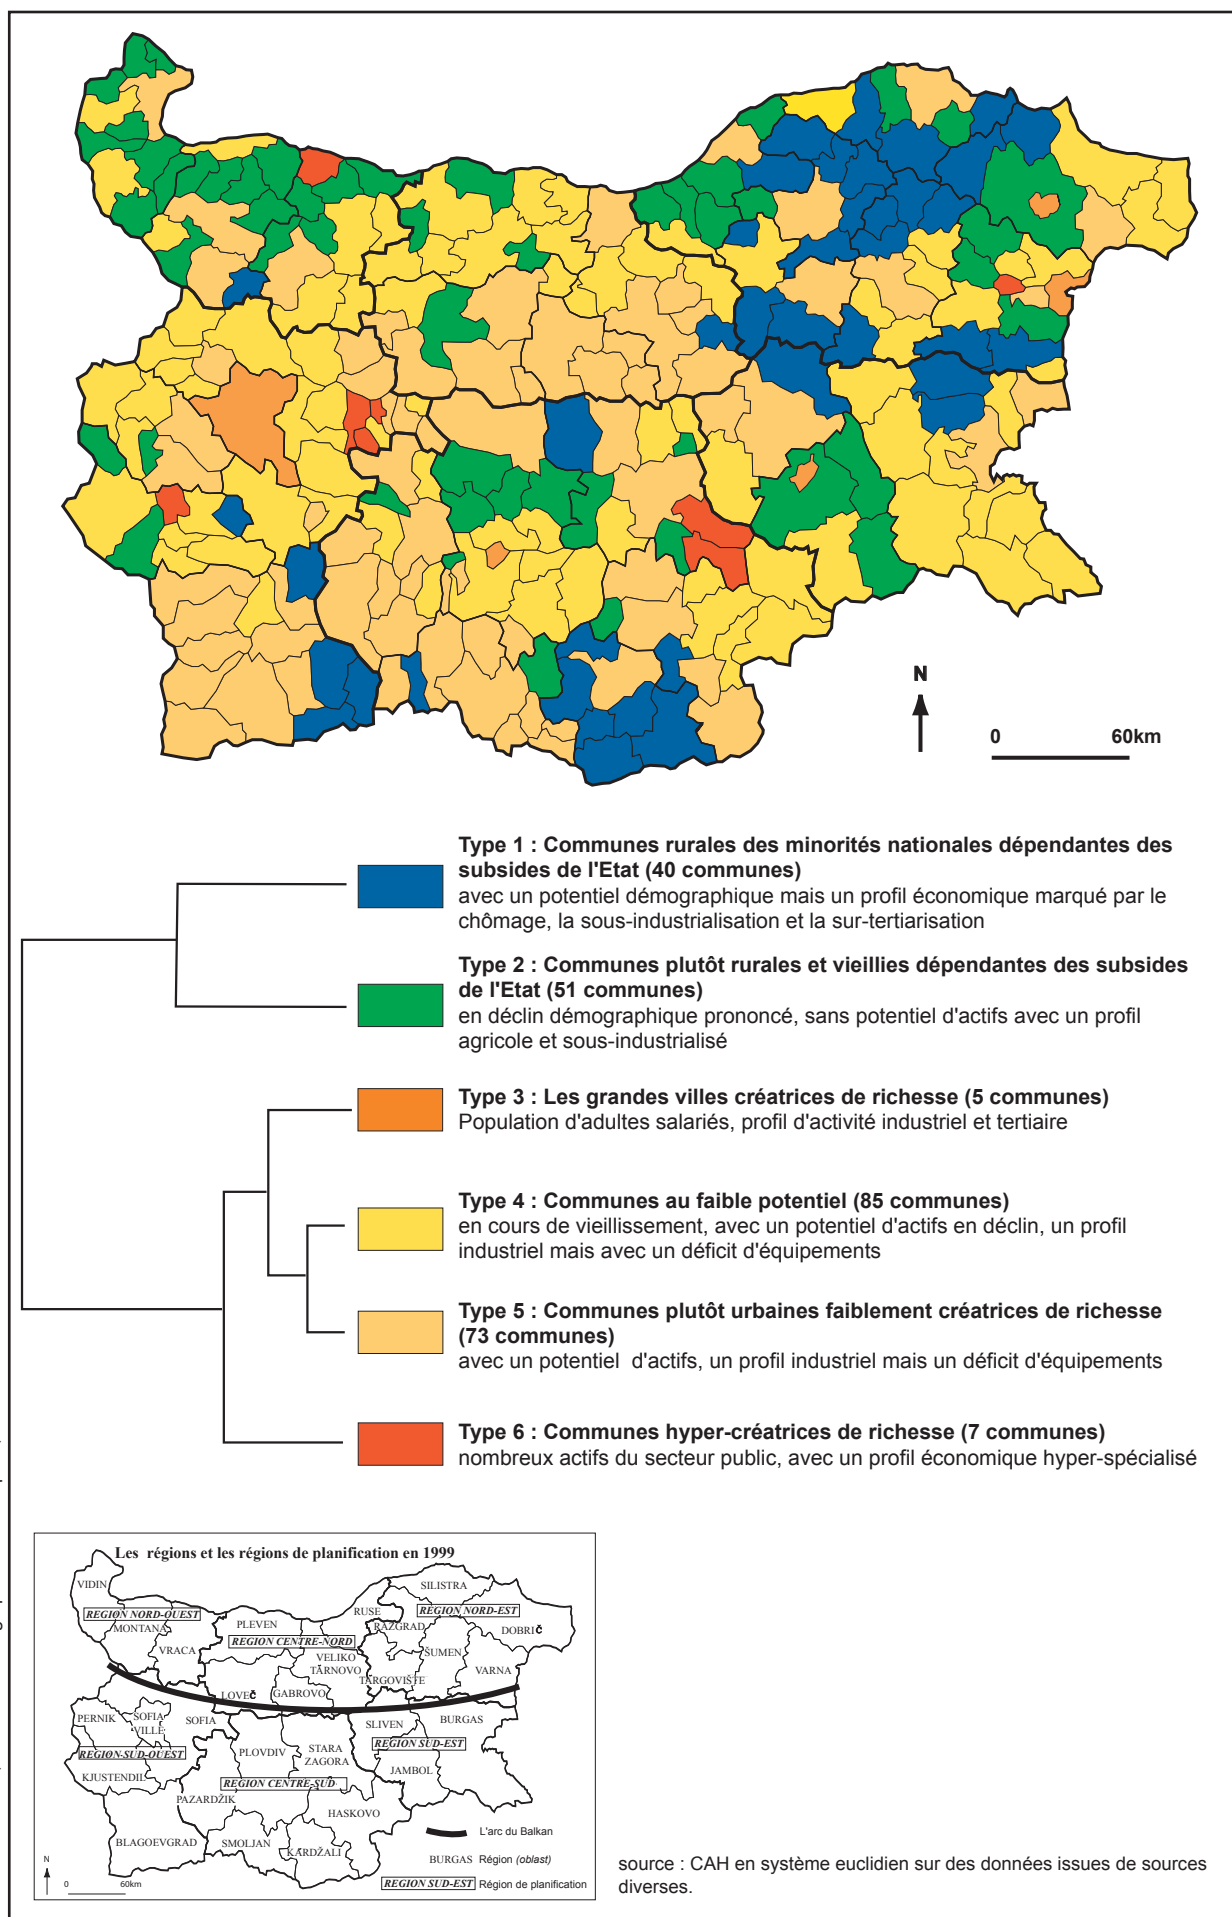 N
0 60km
Type 1 : Communes rurales des minorités nationales dépendantes des
subsides de l'Etat (40 communes)
avec un potentiel démographique mais un profil économique marqué par le
chômage, la sous-industrialisation et la sur-tertiarisation
Type 2 : Communes plutôt rurales et vieillies dépendantes des subsides
de l'Etat (51 communes)
en déclin démographique prononcé, sans potentiel d'actifs avec un profil
agricole et sous-industrialisé
Type 3 : Les grandes villes créatrices de richesse (5 communes)
Population d'adultes salariés, profil d'activité industriel et tertiaire
Type 4 : Communes au faible potentiel (85 communes)
en cours de vieillissement, avec un potentiel d'actifs en déclin, un profil
industriel mais avec un déficit d'équipements
Type 5 : Communes plutôt urbaines faiblement créatrices de richesse
(73 communes)
avec un potentiel d'actifs, un profil industriel mais un déficit d'équipements
Type 6 : Communes hyper-créatrices de richesse (7 communes)
nombreux actifs du secteur public, avec un profil économique hyper-spécialisé
Les régions et les régions de planification en 1999
VIDIN
SILISTRA
REGION NORD-OUEST
RUSE
REGION NORD-EST
MONTANA
PLEVEN
RAZGRAD
DOBRIČ
REGION CENTRE-NORD
VRACA
VELIKO
TĂRNOVO
ŠUMEN
TĂRGOVIŠTE
VARNA
LOVEČ
GABROVO
PERNIK
SOFIA
VILLE
SOFIA
SLIVEN
BURGAS
REGION-SUD-OUEST
PLOVDIV
STARA
ZAGORA
REGION SUD-EST
KJUSTENDIL
REGION CENTRE-SUD
JAMBOL
PAZARDŽIK
HASKOVO
BLAGOEVGRAD
SMOLJAN
KĂRDŽALI
L'arc du Balkan
BURGAS Région (oblast)
REGION SUD-EST Région de planification
N
0 60km
source : CAH en système euclidien sur des données issues de sources
diverses.